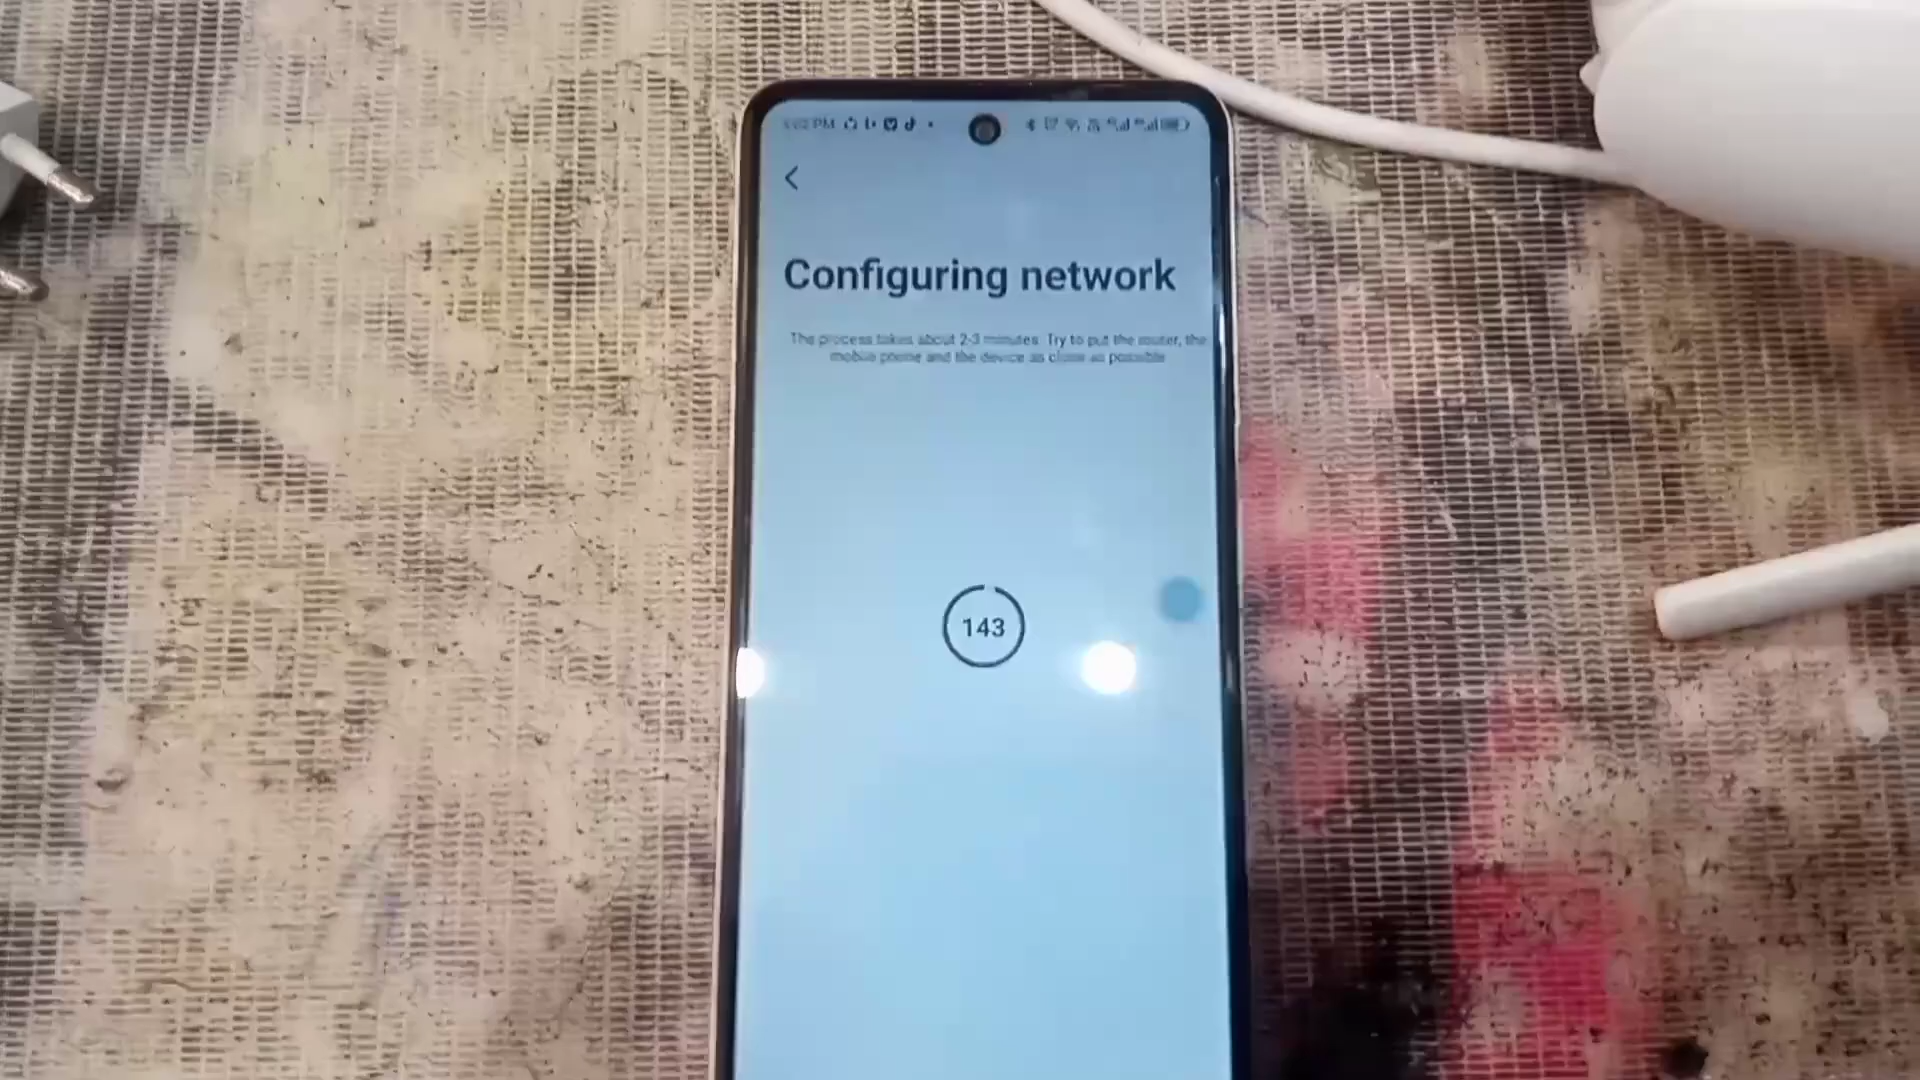 PM
Configuring network
The process takes about 2-3 minutes. Try to put the router, the
mobile phone and the device as close as possible
143